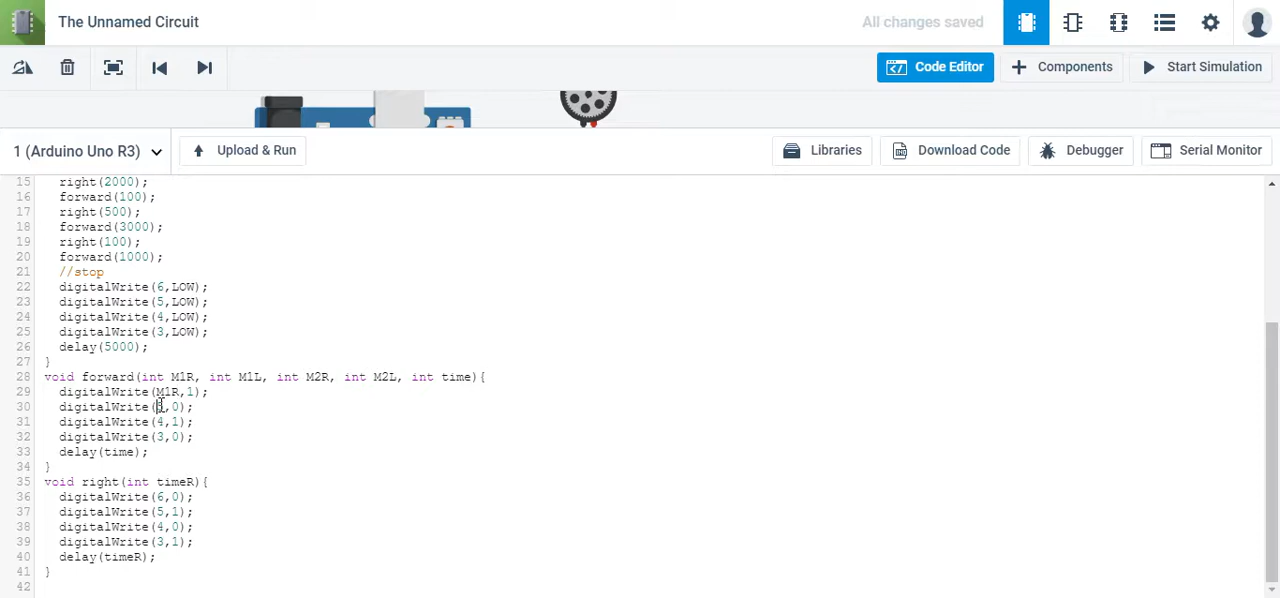 The Unnamed Circuit
All changes saved
Code Editor
Components
Start Simulation
1 (Arduino Uno R3)
Upload & Run
Libraries
Download Code
Debugger
Serial Monitor
15 right(2000);
16 forward(100);
17 right(500);
18 forward(3000);
19 right(100);
20 forward(1000);
21 //stop
22 digitalWrite(6,LOW);
23 digitalWrite(5,LOW);
24 digitalWrite(4,LOW);
25 digitalWrite(3,LOW);
26 delay(5000);
27 }
28 void forward(int M1R, int M1L, int M2R, int M2L, int time){
29 digitalWrite(M1R,1);
30 digitalWrite(5,0);
31 digitalWrite(4,1);
32 digitalWrite(3,0);
33 delay(time);
34 }
35 void right(int timeR){
36 digitalWrite(6,0);
37 digitalWrite(5,1);
38 digitalWrite(4,0);
39 digitalWrite(3,1);
40 delay(timeR);
41 }
42